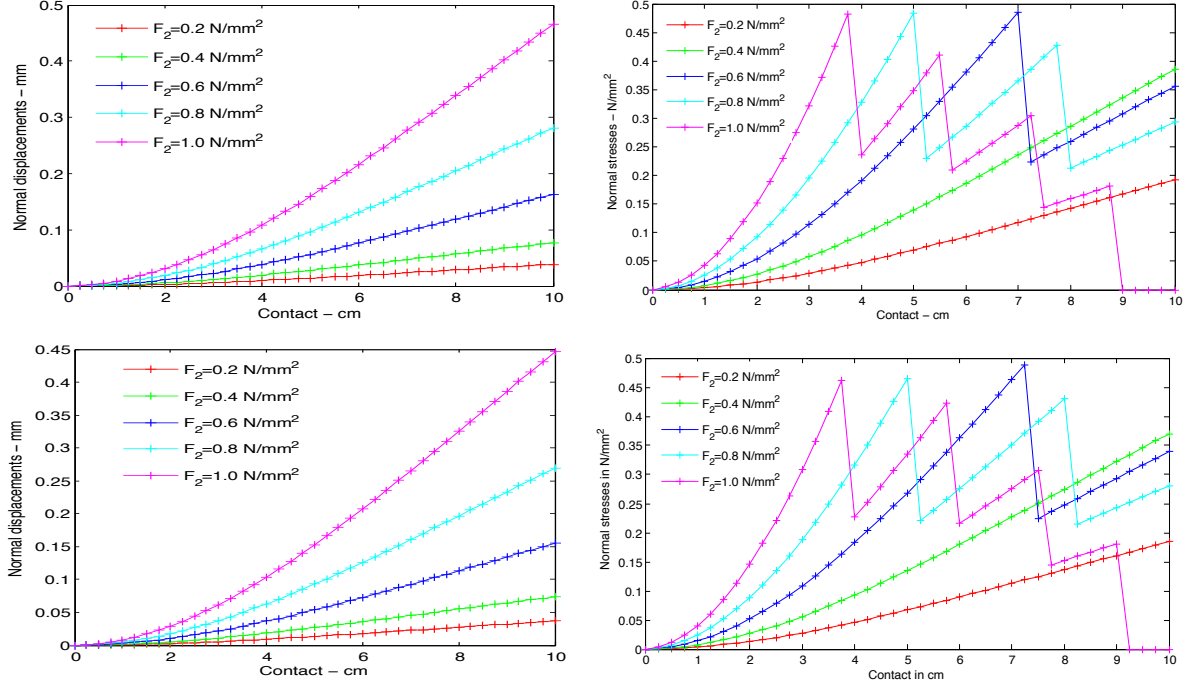 0.5
0.4
0.3
0.2
0.1
0
0 2 4 6 8 10
Normal displacements – mm
Contact – cm
F2=0.2 N/mm2
F2=0.4 N/mm2
F2=0.6 N/mm2
F2=0.8 N/mm2
F2=1.0 N/mm2
0.5
0.45
0.4
0.35
0.3
0.25
0.2
0.15
0.1
0.05
0
0 1 2 3 4 5 6 7 8 9 10
Normal stresses – N/mm2
Contact – cm
F2=0.2 N/mm2
F2=0.4 N/mm2
F2=0.6 N/mm2
F2=0.8 N/mm2
F2=1.0 N/mm2
0.45
0.4
0.35
0.3
0.25
0.2
0.15
0.1
0.05
0
0 2 4 6 8 10
Normal displacements – mm
Contact – cm
F2=0.2 N/mm2
F2=0.4 N/mm2
F2=0.6 N/mm2
F2=0.8 N/mm2
F2=1.0 N/mm2
0.5
0.45
0.4
0.35
0.3
0.25
0.2
0.15
0.1
0.05
0
0 1 2 3 4 5 6 7 8 9 10
Normal stresses in N/mm2
Contact in cm
F2=0.2 N/mm2
F2=0.4 N/mm2
F2=0.6 N/mm2
F2=0.8 N/mm2
F2=1.0 N/mm2